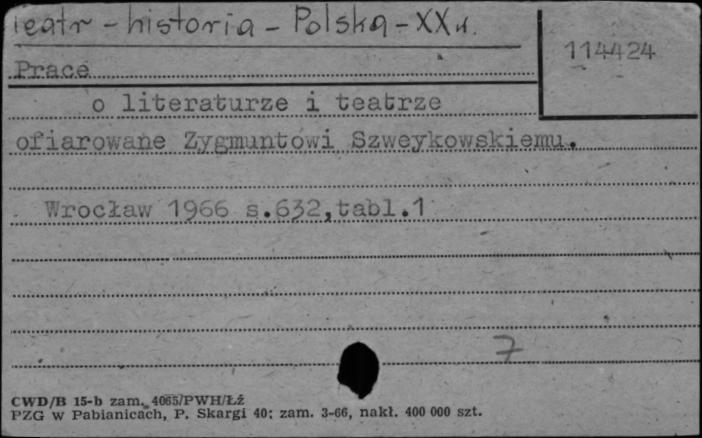 teatr - historia - Polska - XX w.
114424
Prace
o literaturze i teatrze
ofiarowane Zygmuntowi Szweykowskiemu.
Wrocław 1966 s.632,tabl.1
7
CWD/B 15-b zam. 4065/PWH/Łź
PZG w Pabianicach, P. Skargi 40; zam. 3-66, nakł. 400 000 szt.